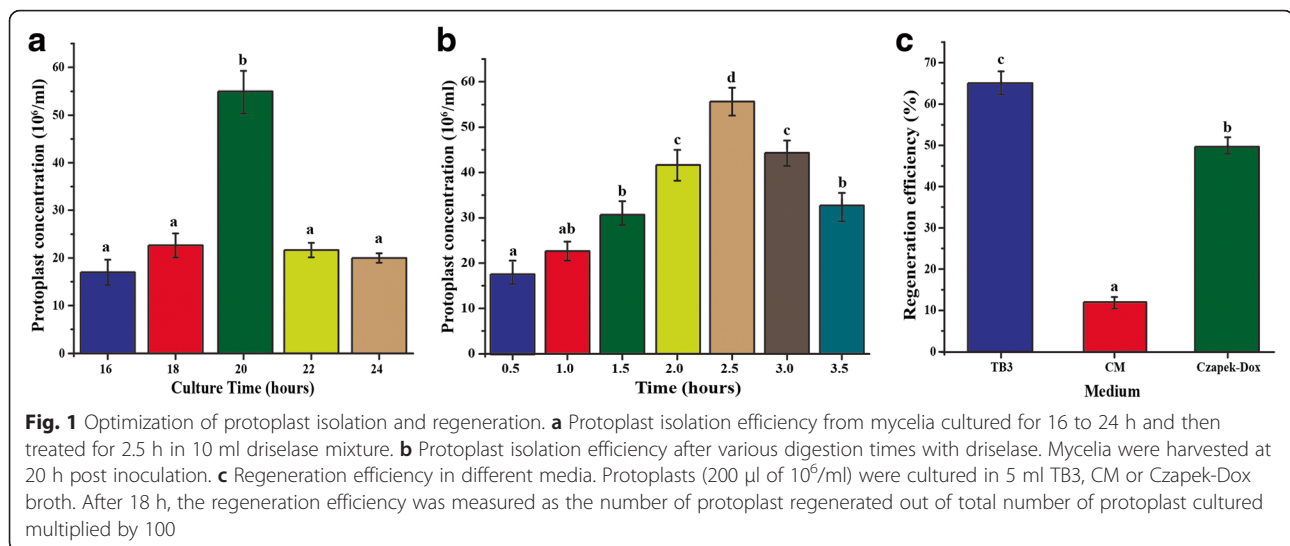 a
Protoplast concentration (10⁶/ml)
60
50
40
30
20
10
0
a
a
b
a
a
16 18 20 22 24
Culture Time (hours)
b
Protoplast concentration (10⁶/ml)
60
50
40
30
20
10
0
a
ab
b
c
d
c
b
0.5 1.0 1.5 2.0 2.5 3.0 3.5
Time (hours)
c
Regeneration efficiency (%)
70
60
50
40
30
20
10
0
c
a
b
TB3 CM Czapek-Dox
Medium
Fig. 1 Optimization of protoplast isolation and regeneration. a Protoplast isolation efficiency from mycelia cultured for 16 to 24 h and then
treated for 2.5 h in 10 ml driselase mixture. b Protoplast isolation efficiency after various digestion times with driselase. Mycelia were harvested at
20 h post inoculation. c Regeneration efficiency in different media. Protoplasts (200 μl of 10⁶/ml) were cultured in 5 ml TB3, CM or Czapek-Dox
broth. After 18 h, the regeneration efficiency was measured as the number of protoplast regenerated out of total number of protoplast cultured
multiplied by 100